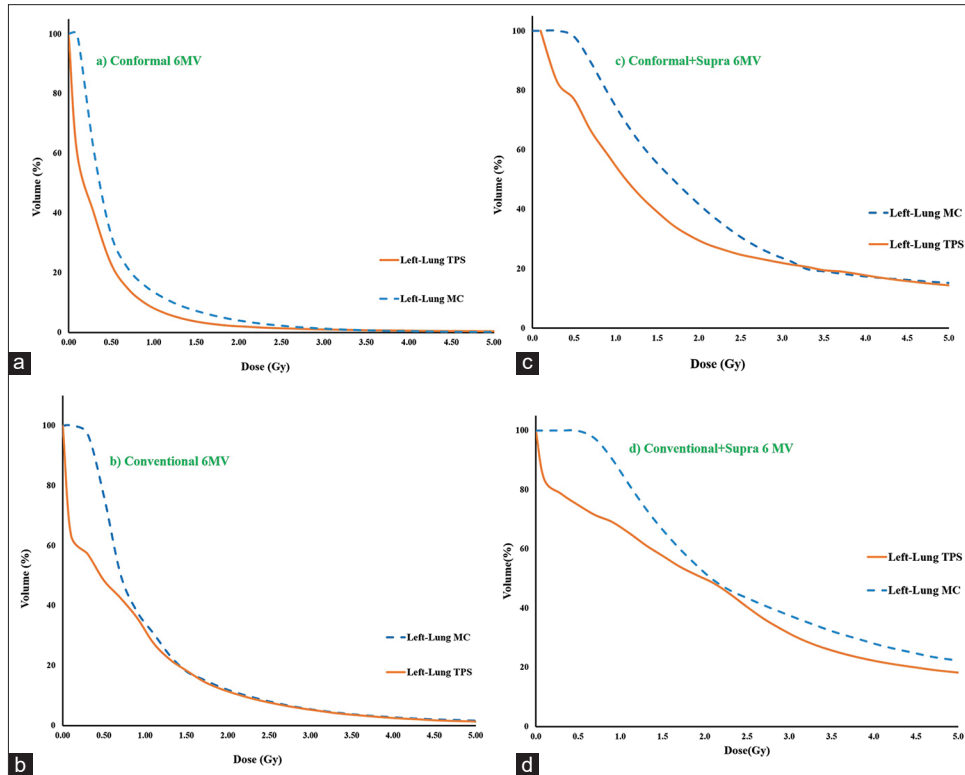 a) Conformal 6MV
Volume (%)
100
80
60
40
20
0
Left-Lung TPS
Left-Lung MC
0.00 0.50 1.00 1.50 2.00 2.50 3.00 3.50 4.00 4.50 5.00
Dose (Gy)
a
c) Conformal+Supra 6MV
Volume (%)
100
80
60
40
20
0
Left-Lung MC
Left-Lung TPS
0.0 0.5 1.0 1.5 2.0 2.5 3.0 3.5 4.0 4.5 5.0
Dose (Gy)
c
b) Conventional 6MV
Volume (%)
100
80
60
40
20
0
Left-Lung MC
Left-Lung TPS
0.00 0.50 1.00 1.50 2.00 2.50 3.00 3.50 4.00 4.50 5.00
Dose (Gy)
b
d) Conventional+Supra 6 MV
Volume(%)
100
80
60
40
20
0
Left-Lung TPS
Left-Lung MC
0.0 0.5 1.0 1.5 2.0 2.5 3.0 3.5 4.0 4.5 5.0
Dose(Gy)
d